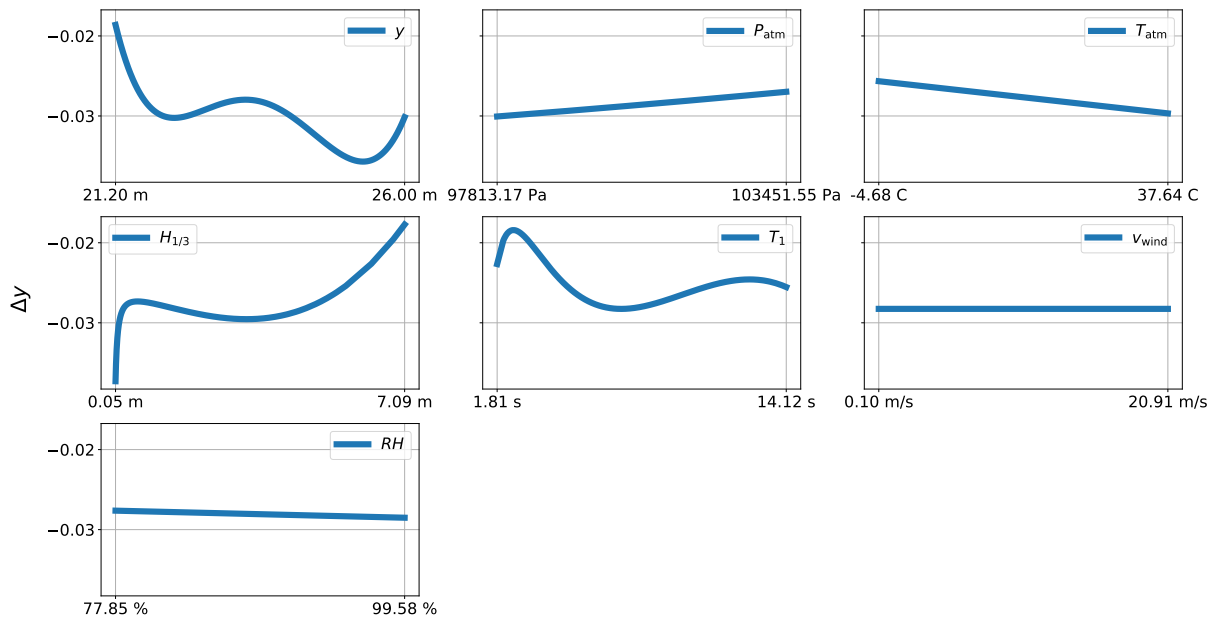 −0.02
−0.03
y
21.20 m
26.00 m
P_atm
97813.17 Pa
103451.55 Pa
T_atm
-4.68 C
37.64 C
Δy
−0.02
−0.03
H_1/3
0.05 m
7.09 m
T_1
1.81 s
14.12 s
v_wind
0.10 m/s
20.91 m/s
−0.02
−0.03
RH
77.85 %
99.58 %